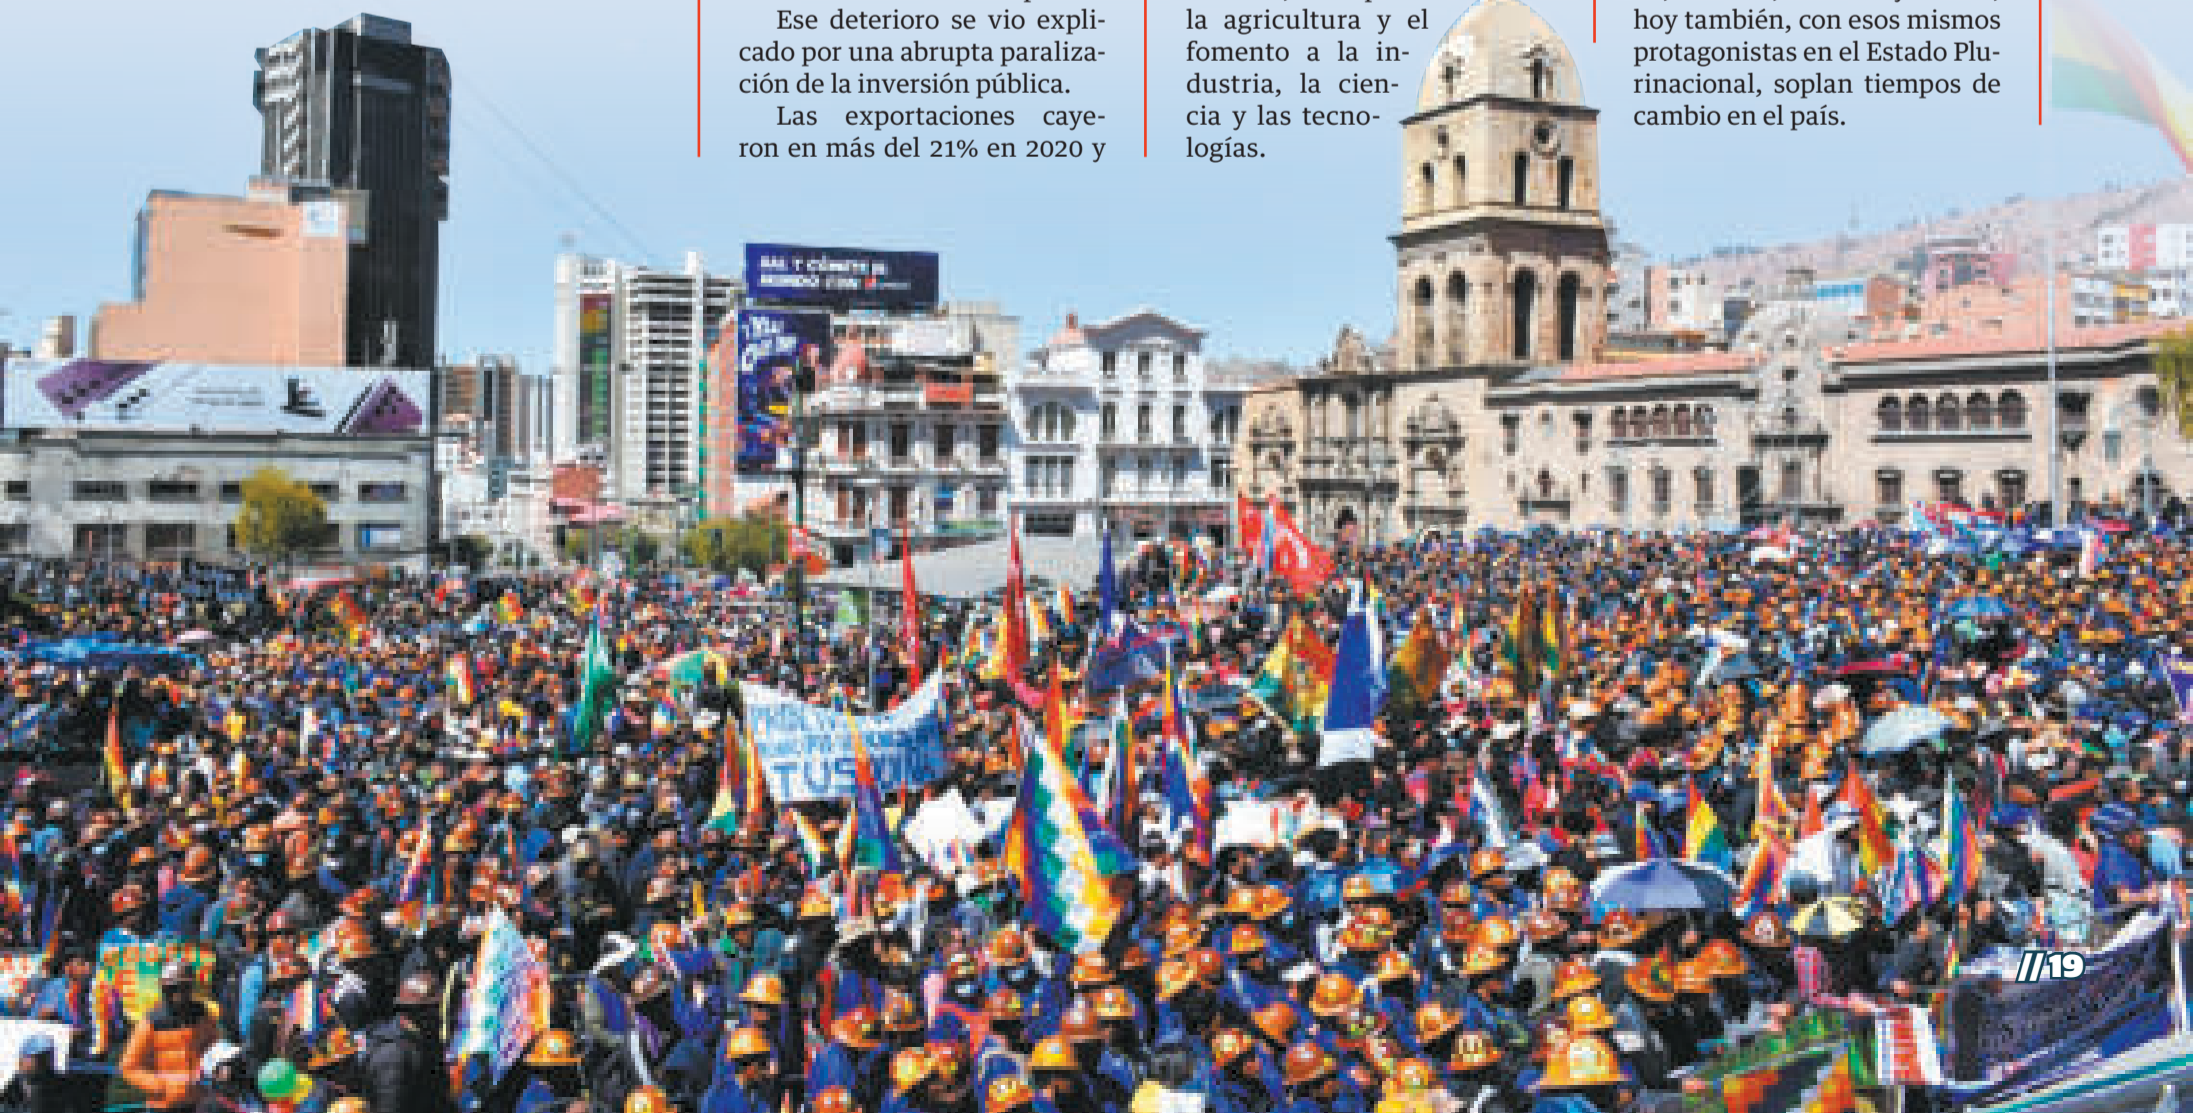 Ese deterioro se vio expli-
cado por una abrupta paraliza-
ción de la inversión pública.
Las exportaciones caye-
ron en más del 21% en 2020 y
la agricultura y el
fomento a la in-
dustria, la cien-
cia y las tecno-
logías.
hoy también, con esos mismos
protagonistas en el Estado Plu-
rinacional, soplan tiempos de
cambio en el país.
//19